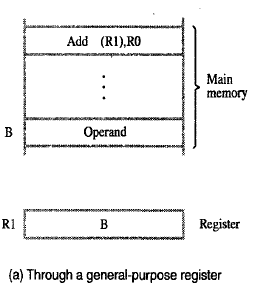 Add (R1),R0
Main
memory
B Operand
R1 B Register
(a) Through a general-purpose register